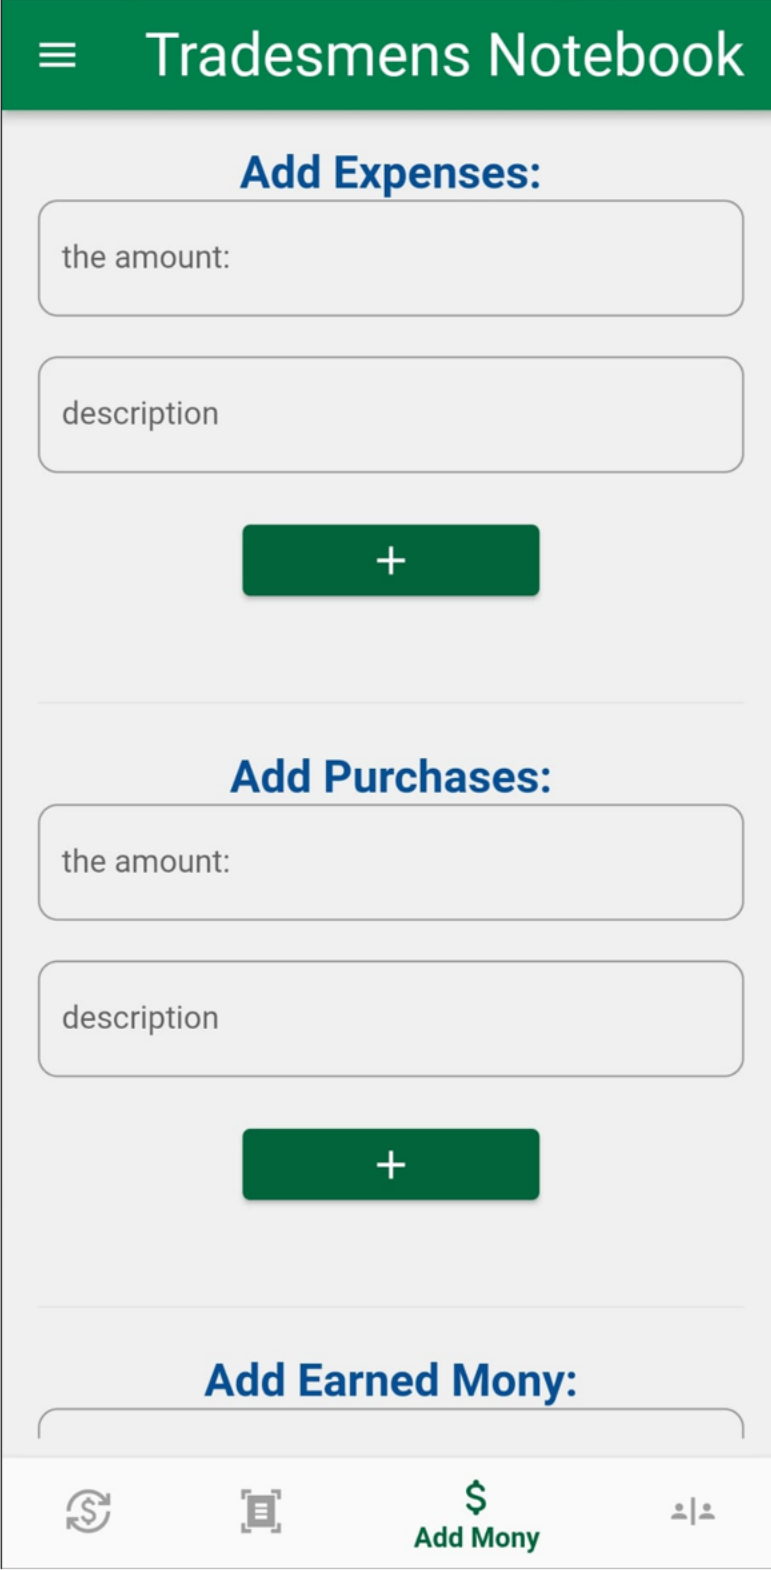 Tradesmens Notebook
Add Expenses:
the amount:
description
+
Add Purchases:
the amount:
description
+
Add Earned Mony:
$
Add Mony